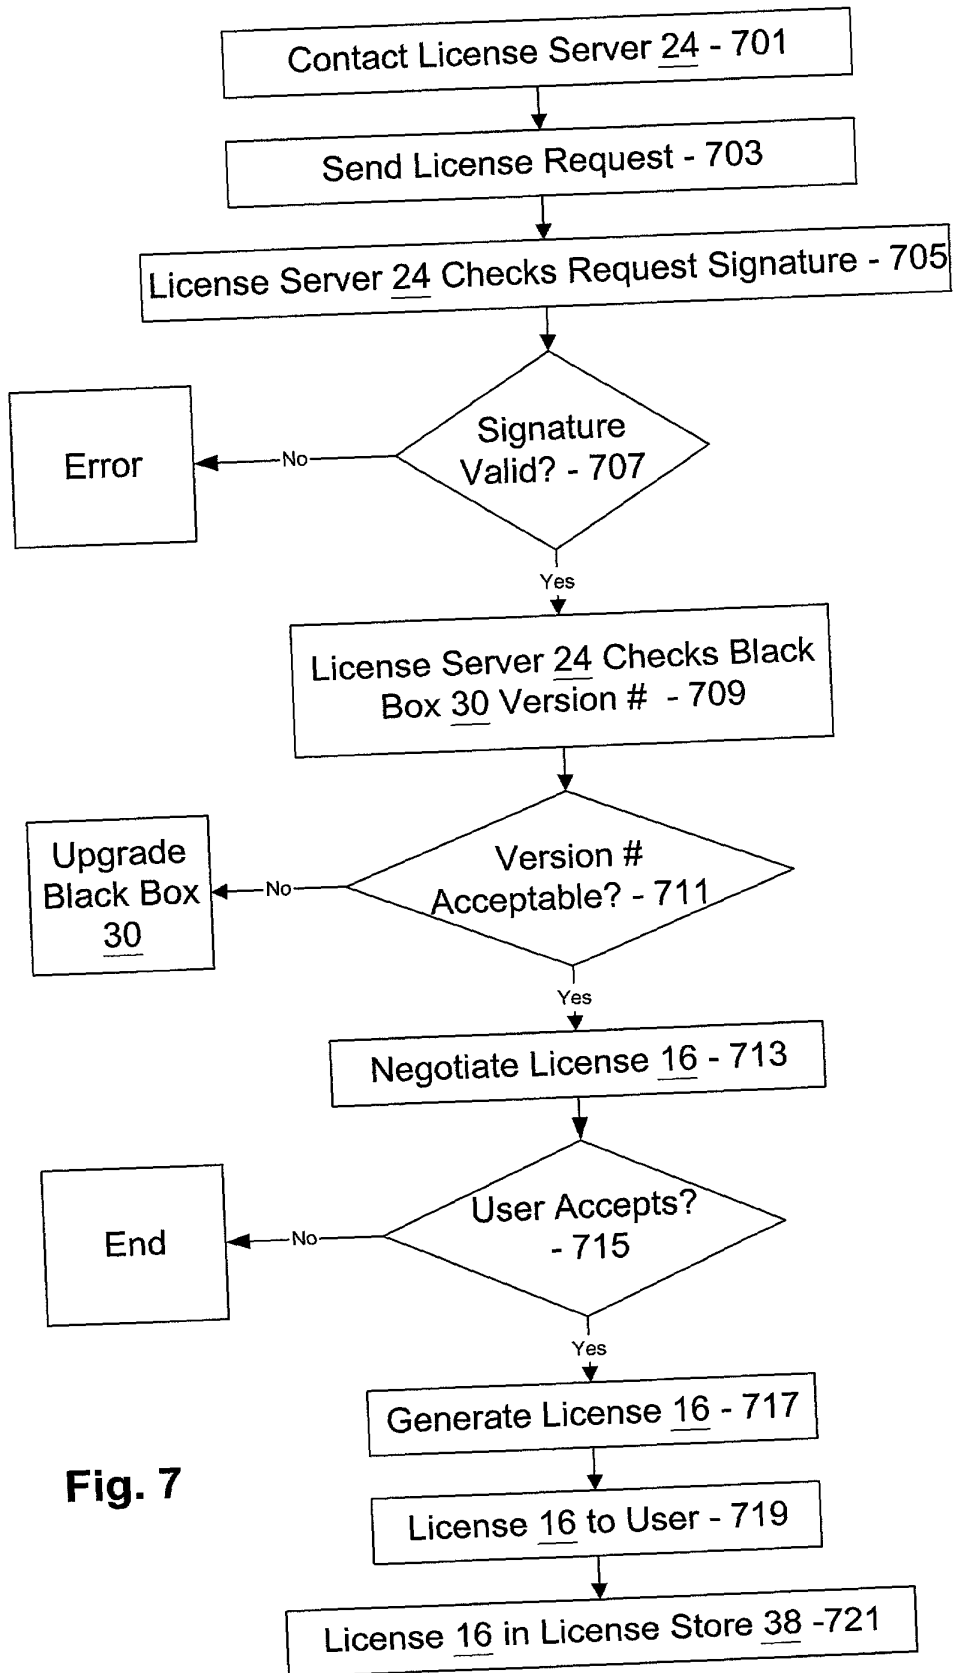 Contact License Server 24 - 701
Send License Request - 703
License Server 24 Checks Request Signature - 705
Signature
Valid? - 707
No
Error
Yes
License Server 24 Checks Black
Box 30 Version # - 709
Version #
Acceptable? - 711
No
Upgrade
Black Box
30
Yes
Negotiate License 16 - 713
User Accepts?
- 715
No
End
Yes
Generate License 16 - 717
License 16 to User - 719
License 16 in License Store 38 -721
Fig. 7